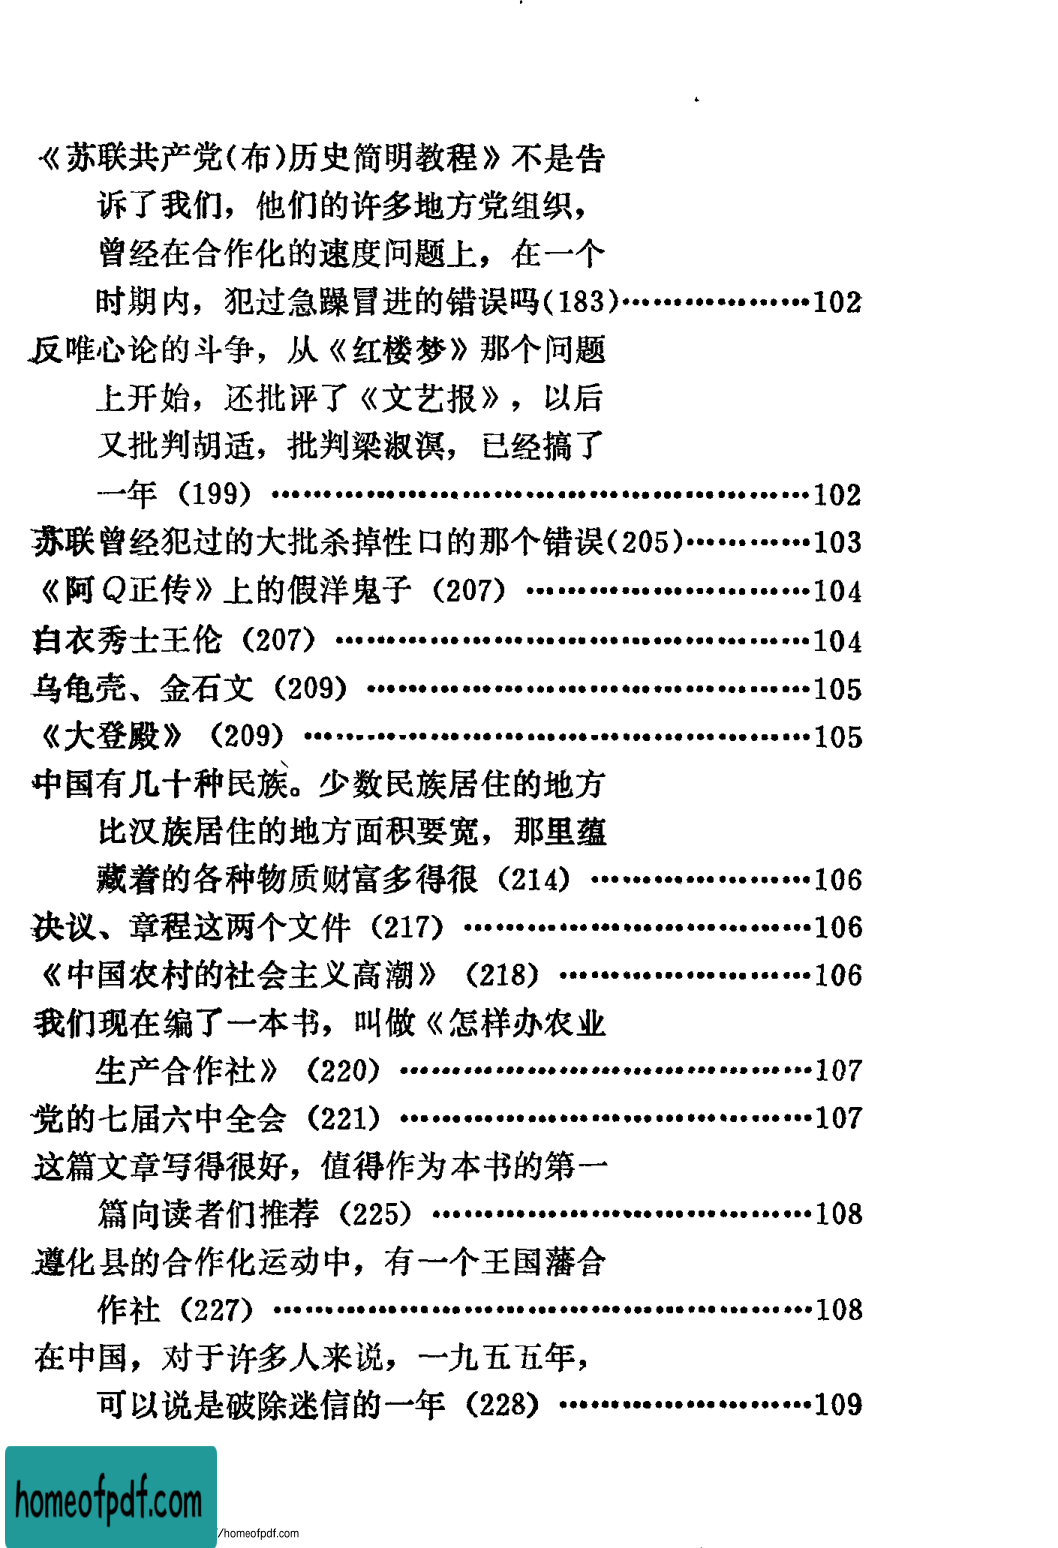 《苏联共产党(布)历史简明教程》不是告
诉了我们，他们的许多地方党组织，
曾经在合作化的速度问题上，在一个
时期内，犯过急躁冒进的错误吗(183)………………102
反唯心论的斗争，从《红楼梦》那个问题
上开始，还批评了《文艺报》，以后
又批判胡适，批判梁漱溟，已经搞了
一年（199）………………………………………………102
苏联曾经犯过的大批杀掉性口的那个错误(205)…………103
《阿Q正传》上的假洋鬼子（207）………………………104
白衣秀士王伦（207）…………………………………………104
乌龟壳、金石文（209）………………………………………105
《大登殿》（209）……………………………………………105
中国有几十种民族。少数民族居住的地方
比汉族居住的地方面积要宽，那里蕴
藏着的各种物质财富多得很（214）…………………106
决议、章程这两个文件（217）……………………………106
《中国农村的社会主义高潮》（218）……………………106
我们现在编了一本书，叫做《怎样办农业
生产合作社》（220）……………………………………107
党的七届六中全会（221）……………………………………107
这篇文章写得很好，值得作为本书的第一
篇向读者们推荐（225）…………………………………108
遵化县的合作化运动中，有一个王国藩合
作社（227）………………………………………………108
在中国，对于许多人来说，一九五五年，
可以说是破除迷信的一年（228）……………………109
homeofpdf.com
/homeofpdf.com